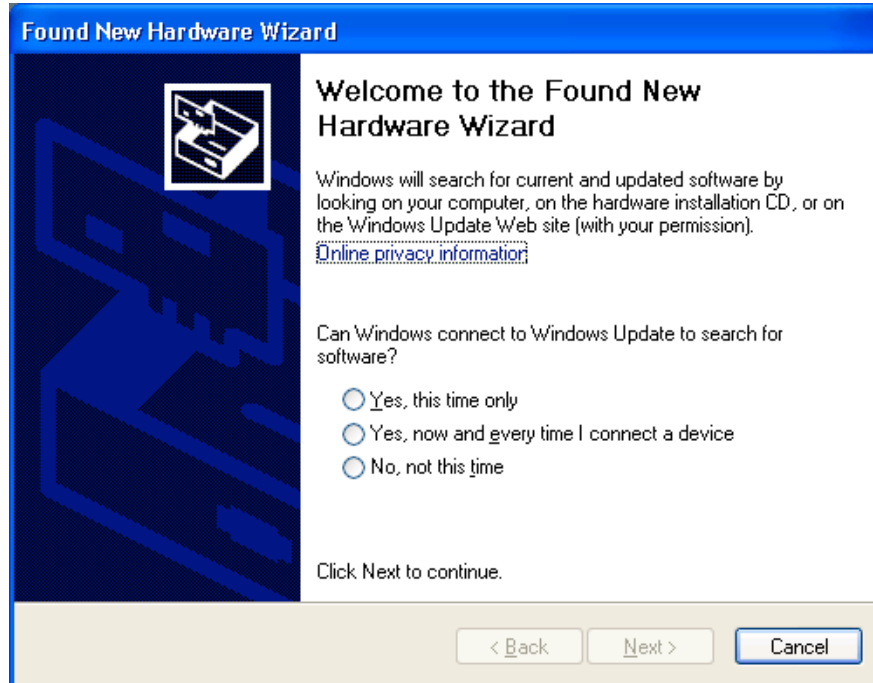 Found New Hardware Wizard
Welcome to the Found New
Hardware Wizard
Windows will search for current and updated software by
looking on your computer, on the hardware installation CD, or on
the Windows Update Web site (with your permission).
Online privacy information
Can Windows connect to Windows Update to search for
software?
Yes, this time only
Yes, now and every time I connect a device
No, not this time
Click Next to continue.
< Back Next > Cancel